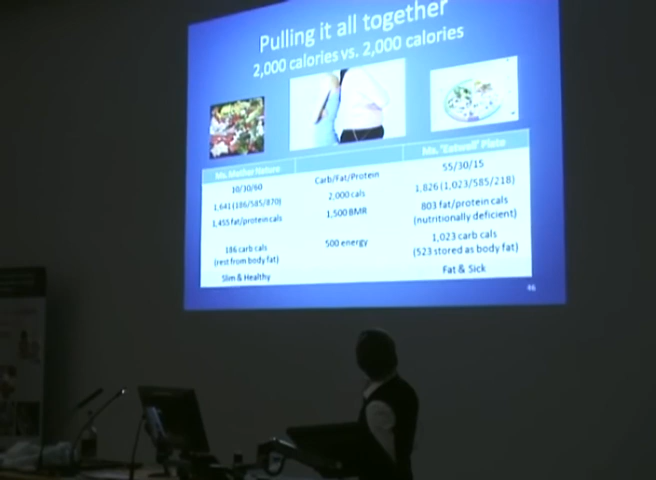 Pulling it all together
2,000 calories vs. 2,000 calories
Ms. Mother Nature
Ms. 'Eatwell' Plate
10/30/60
Carb/Fat/Protein
55/30/15
1,641(186/585/870)
2,000 cals
1,826(1,023/585/218)
1,455 fat/protein cals
1,500 BMR
803 fat/protein cals
(nutritionally deficient)
186 carb cals
(rest from body fat)
500 energy
1,023 carb cals
(523 stored as body fat)
Slim & Healthy
Fat & Sick
46